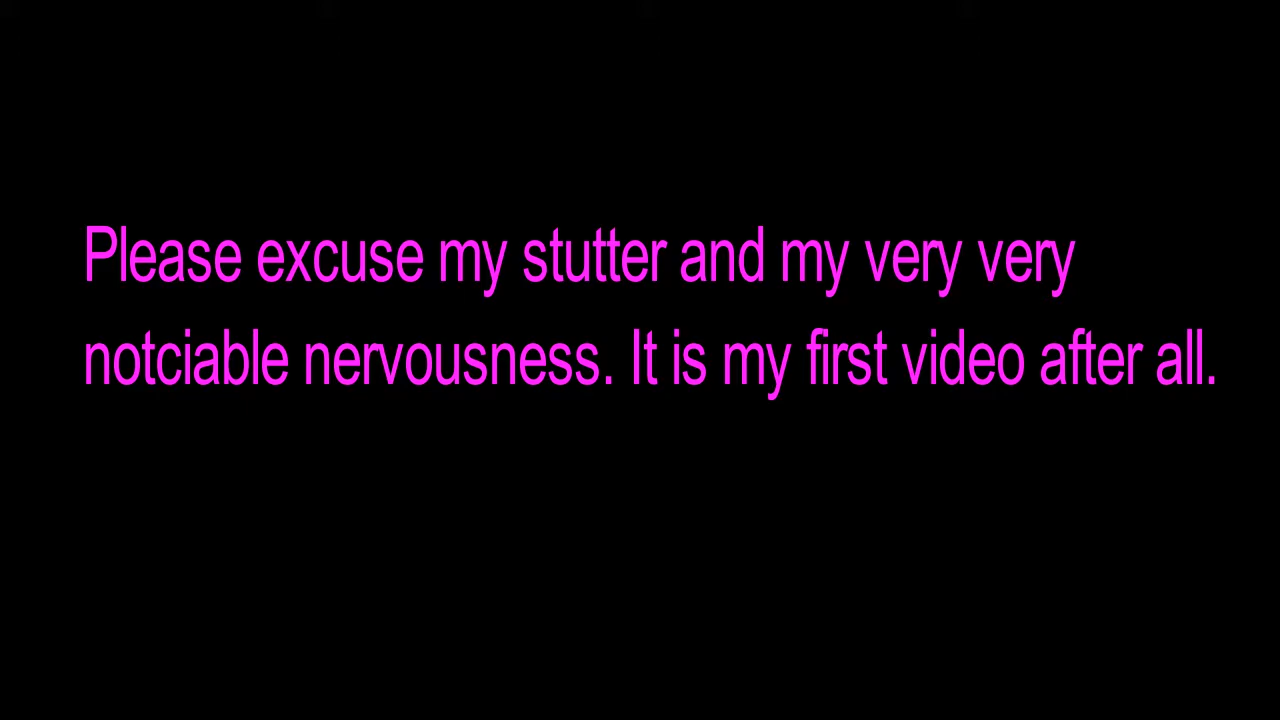 Please excuse my stutter and my very very
notciable nervousness. It is my first video after all.